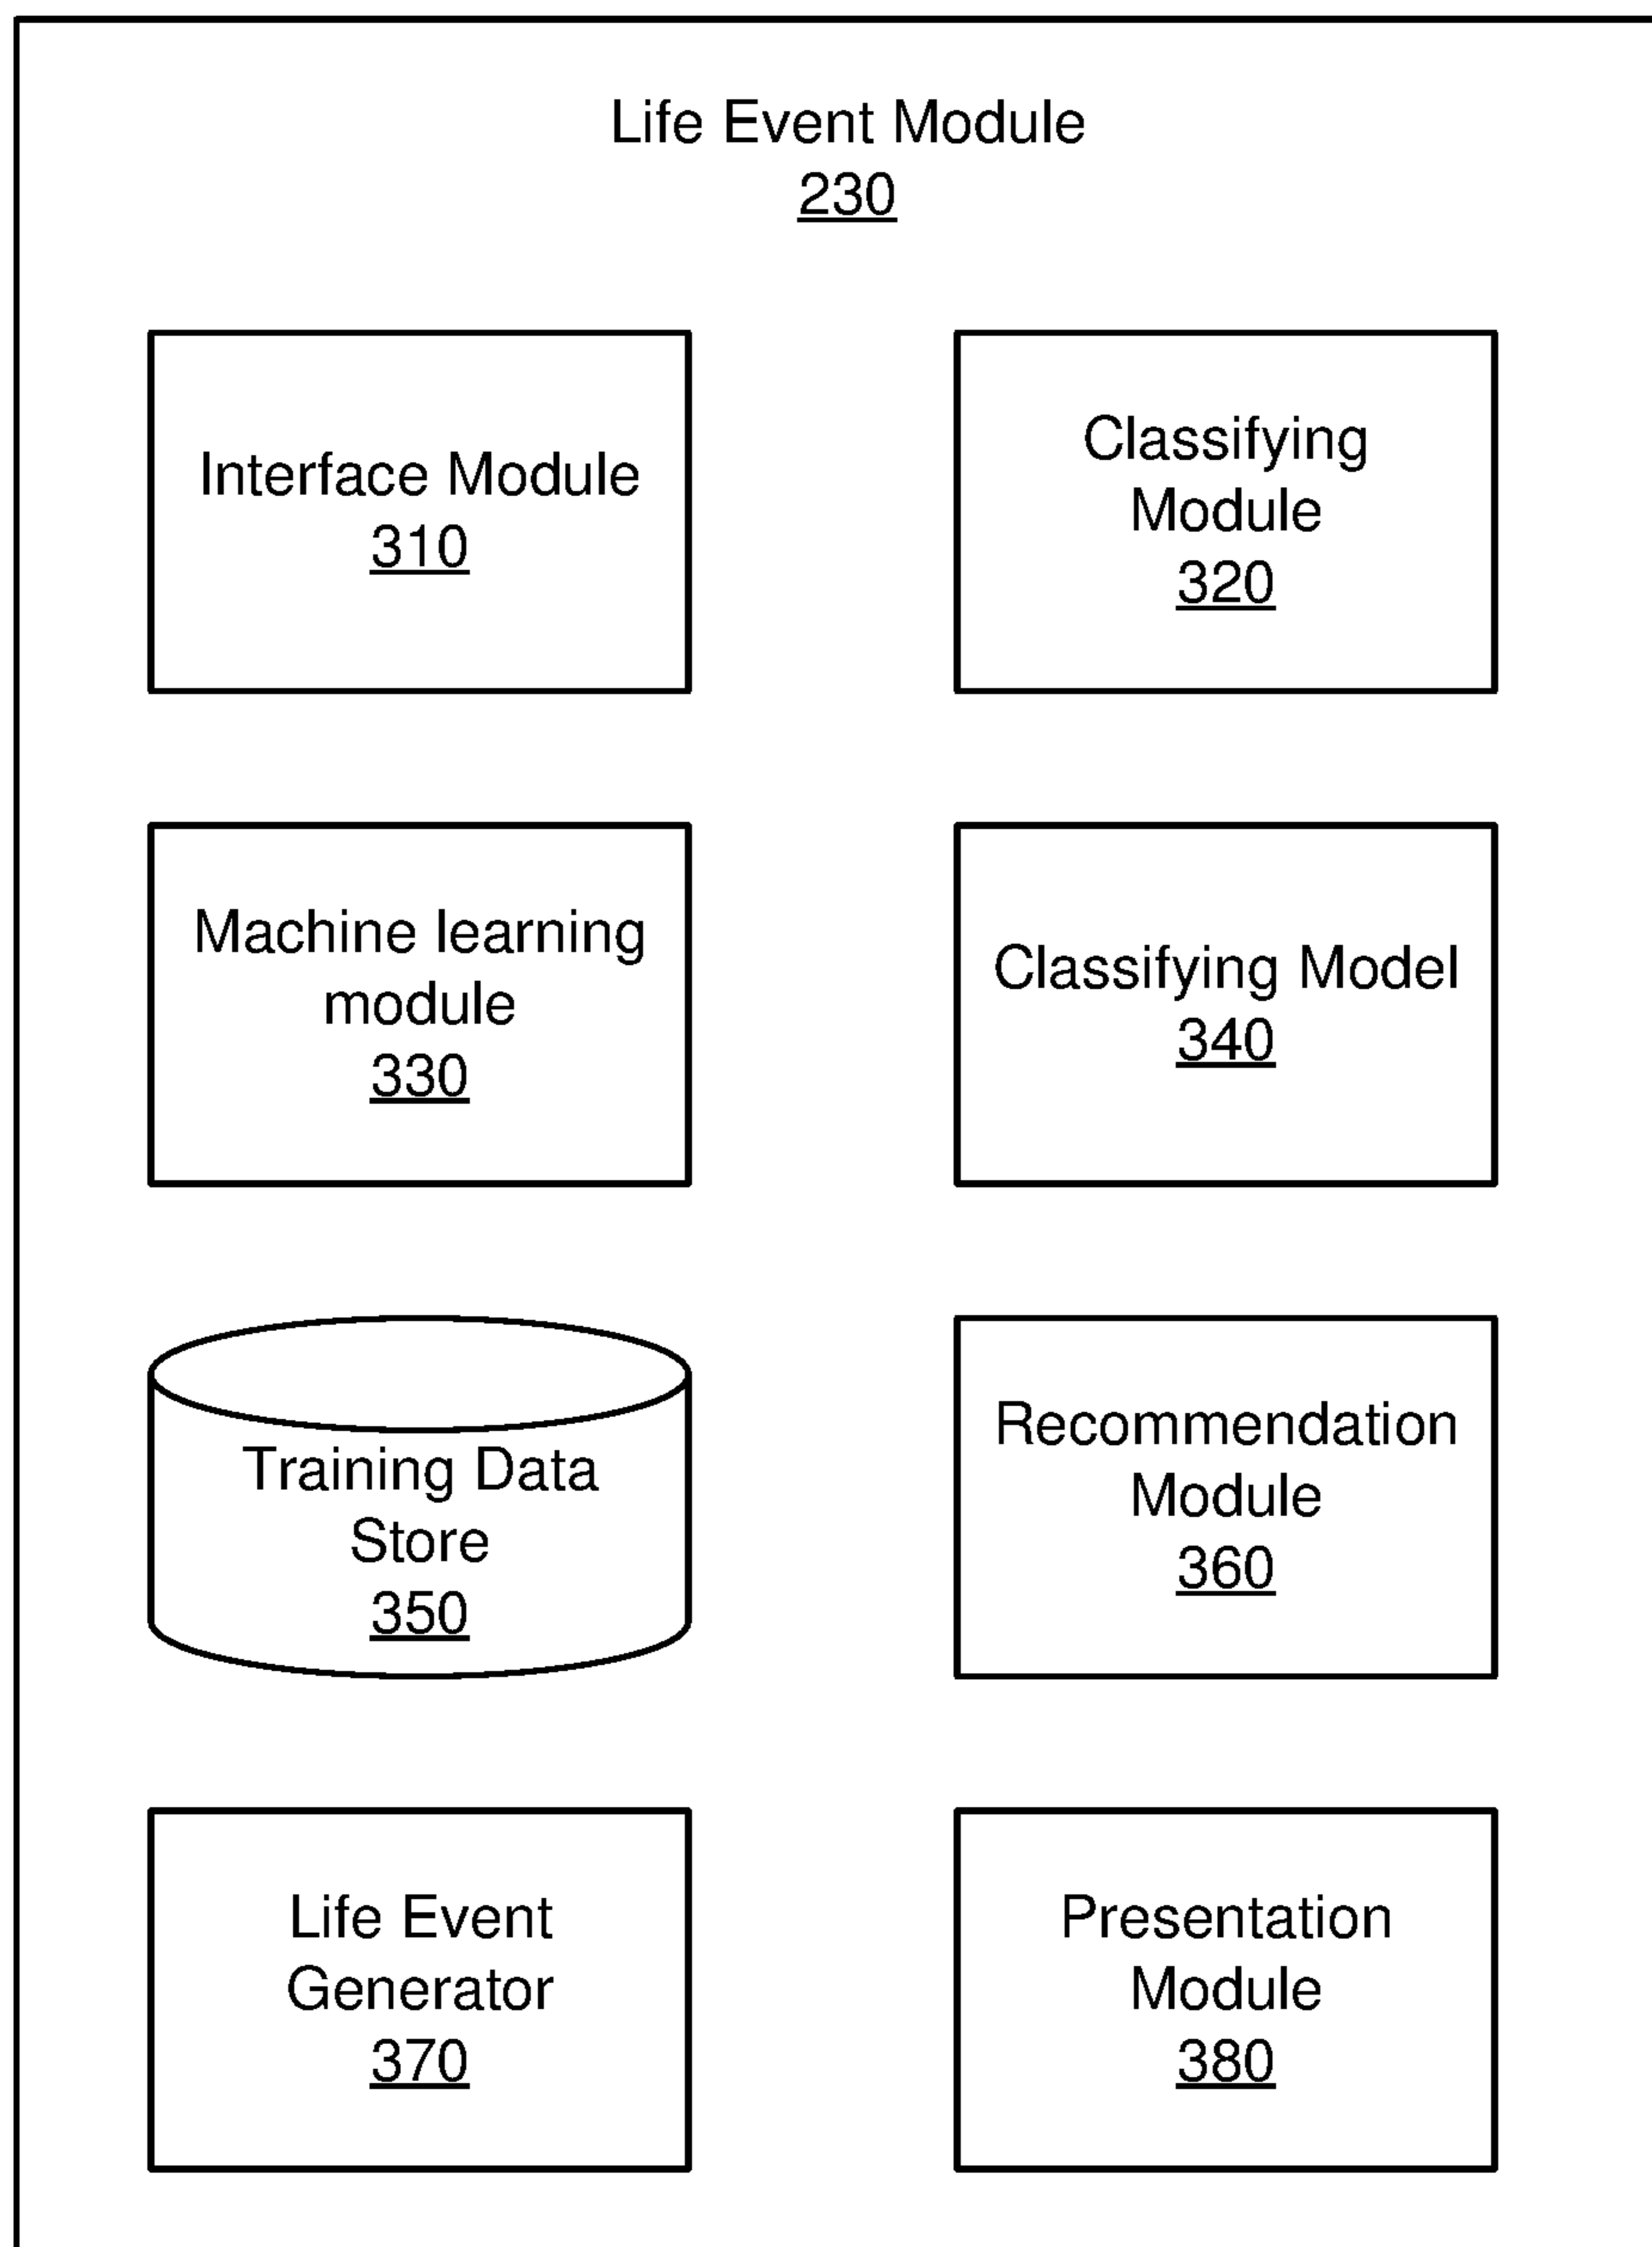 Life Event Module
230
Interface Module
310
Classifying
Module
320
Machine learning
module
330
Classifying Model
340
Training Data
Store
350
Recommendation
Module
360
Life Event
Generator
370
Presentation
Module
380